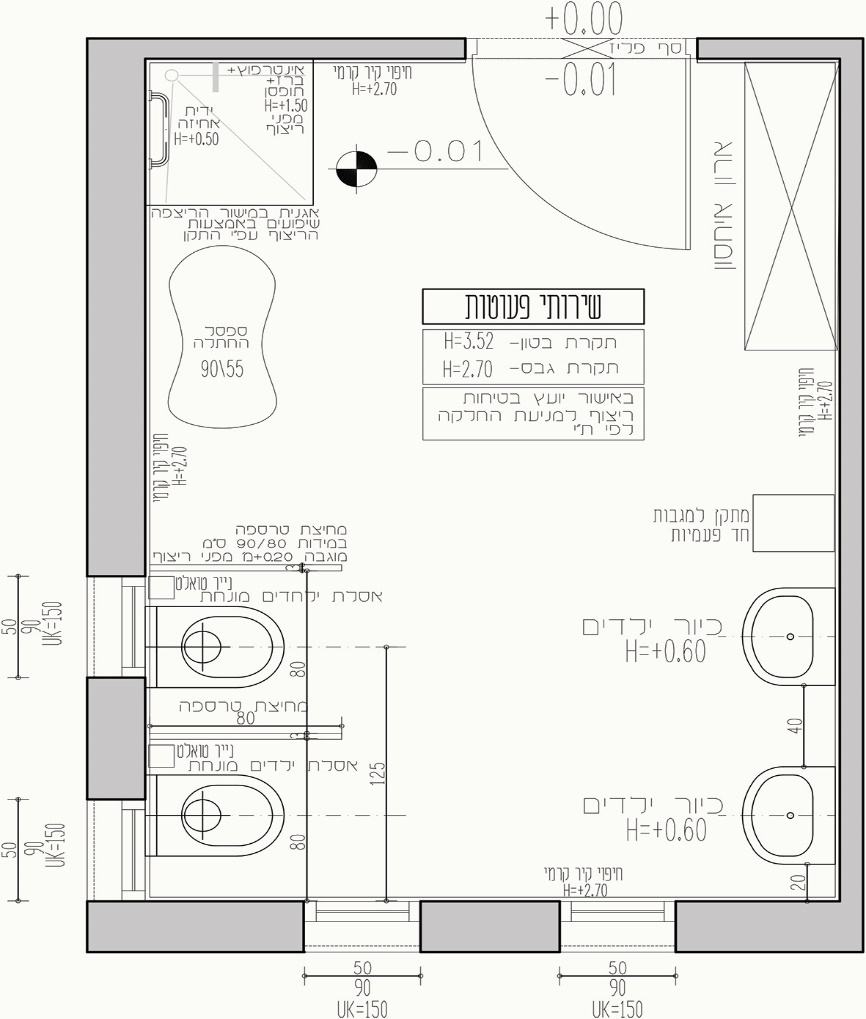 +0.00
סף פליז
-0.01
אינטרפוץ+
ברז+
תופסן
H=+1.50
מפני
ריצוף
ידית
אחיזה
H=+0.50
חיפוי קיר קרמי
H=+2.70
-0.01
ארון איחסון
אגנית במישור הריצפה
שיפועים באמצעות
הריצוף עפ"י התקן
ספסל
החתלה
90\55
שירותי פעוטות
תקרת בטון- H=3.52
תקרת גבס- H=2.70
באישור יועץ בטיחות
ריצוף למניעת החלקה
לפי ת"י
חיפוי קיר קרמי
H=+2.70
חיפוי קיר קרמי
H=+2.70
מתקן למגבות
חד פעמיות
מחיצת טרספה
במידות 90/80 ס"מ
מוגבה 0.20+מ' מפני ריצוף
3
נייר טואלט
אסלת ילחדים מונחת
50
90
UK=150
80
כיור ילדים
H=+0.60
מחיצת טרספה
80
3
נייר טואלט
אסלת ילדים מונחת
125
40
50
90
UK=150
80
כיור ילדים
H=+0.60
20
חיפוי קיר קרמי
H=+2.70
50
90
UK=150
50
90
UK=150